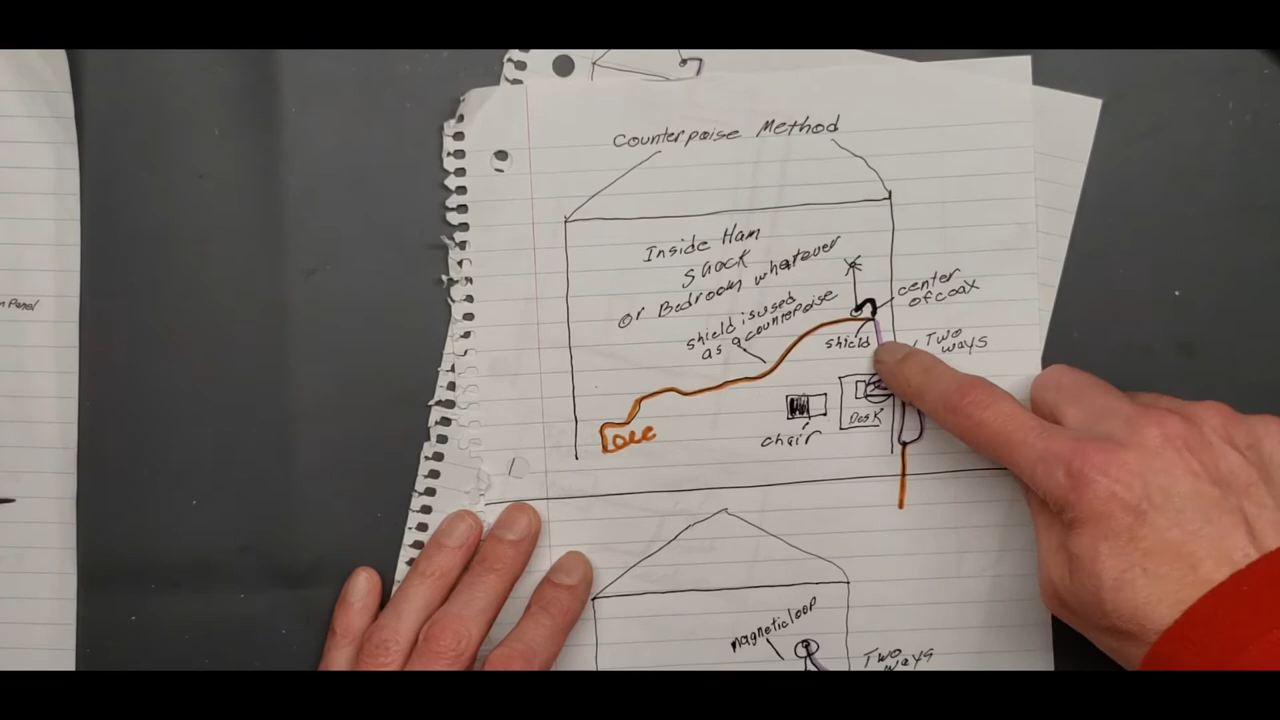 Counterpoise Method
Inside Ham
Shack
or Bedroom whatever
shield is used
as a counterpoise
center
of coax
shield
Two
ways
Desk
chair
magnetic loop
Two
ways
n Panel